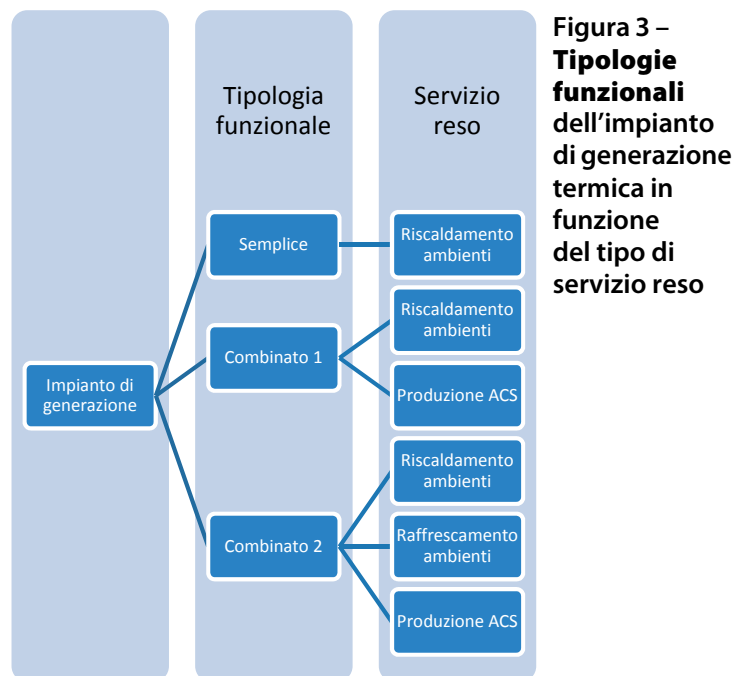 Tipologia
funzionale
Servizio
reso
Impianto di
generazione
Semplice
Riscaldamento
ambienti
Combinato 1
Riscaldamento
ambienti
Produzione ACS
Combinato 2
Riscaldamento
ambienti
Raffrescamento
ambienti
Produzione ACS
Figura 3 –
Tipologie
funzionali
dell’impianto
di generazione
termica in
funzione
del tipo di
servizio reso